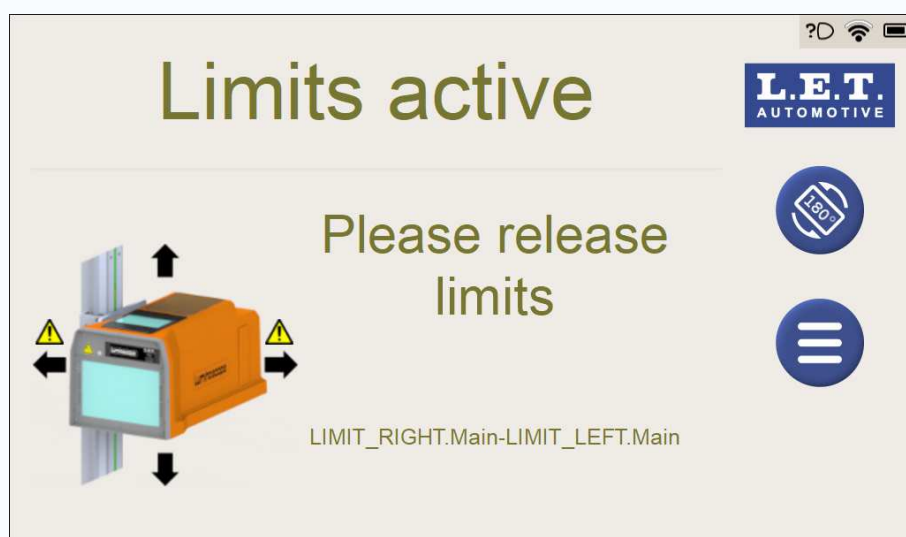 ?D
Limits active
L.E.T.
AUTOMOTIVE
180°
Please release
limits
LIMIT_RIGHT.Main-LIMIT_LEFT.Main